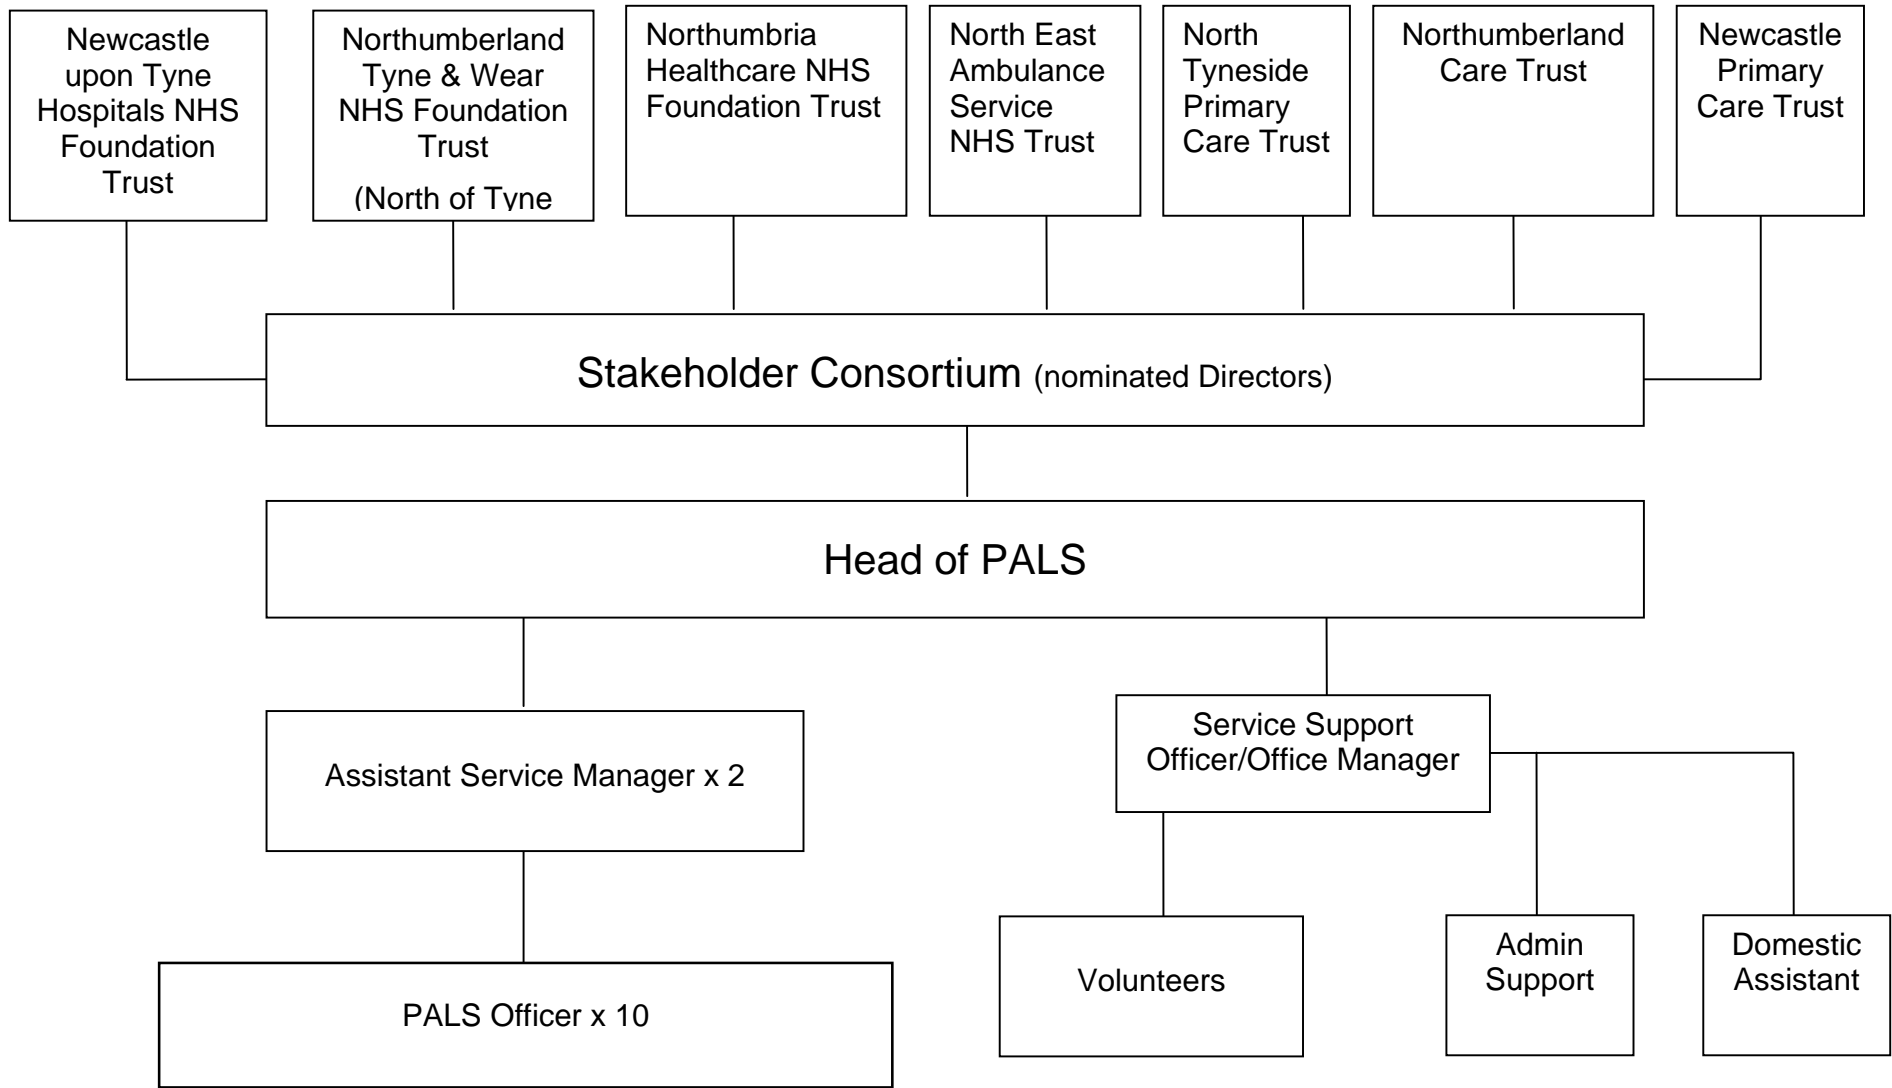 Newcastle
upon Tyne
Hospitals NHS
Foundation
Trust
Northumberland
Tyne & Wear
NHS Foundation
Trust
(North of Tyne
Northumbria
Healthcare NHS
Foundation Trust
North East
Ambulance
Service
NHS Trust
North
Tyneside
Primary
Care Trust
Northumberland
Care Trust
Newcastle
Primary
Care Trust
Stakeholder Consortium (nominated Directors)
Head of PALS
Assistant Service Manager x 2
Service Support
Officer/Office Manager
PALS Officer x 10
Volunteers
Admin
Support
Domestic
Assistant